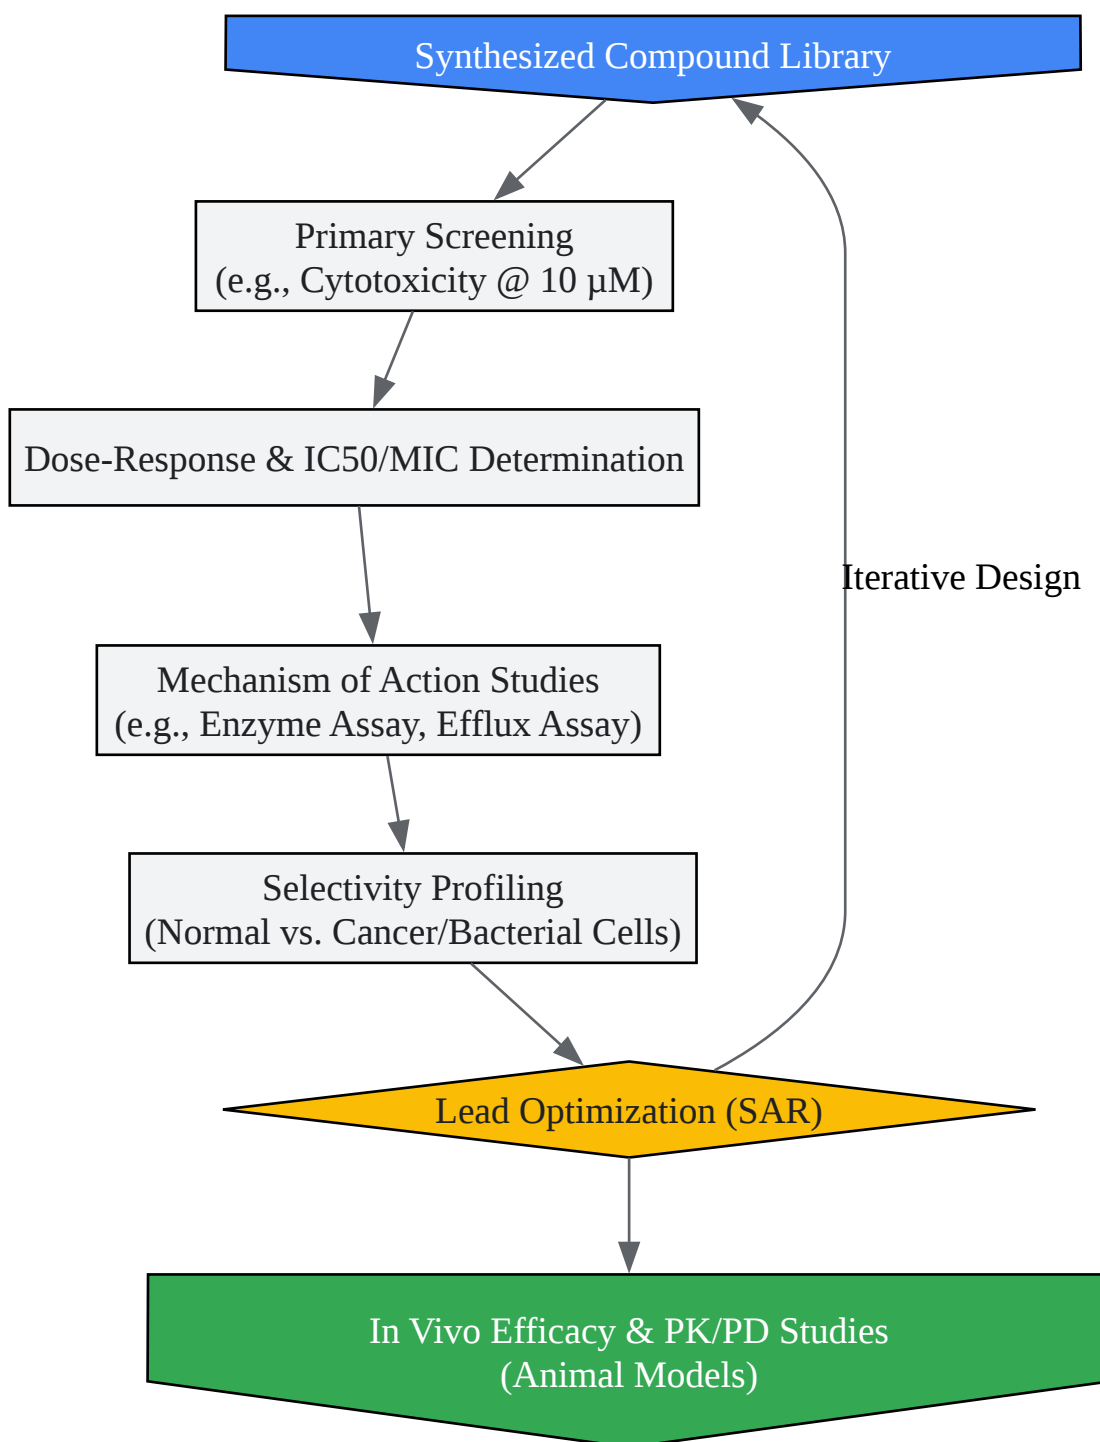 Synthesized Compound Library
Primary Screening
(e.g., Cytotoxicity @ 10 µM)
Dose-Response & IC50/MIC Determination
Iterative Design
Mechanism of Action Studies
(e.g., Enzyme Assay, Efflux Assay)
Selectivity Profiling
(Normal vs. Cancer/Bacterial Cells)
Lead Optimization (SAR)
In Vivo Efficacy & PK/PD Studies
(Animal Models)